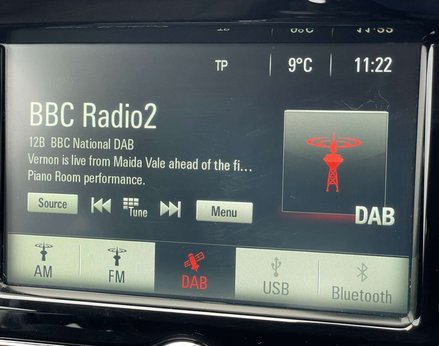 TP 9°C 11:22
BBC Radio2
12B BBC National DAB
Vernon is live from Maida Vale ahead of the fi...
Piano Room performance.
Source Tune Menu
DAB
AM FM DAB USB Bluetooth